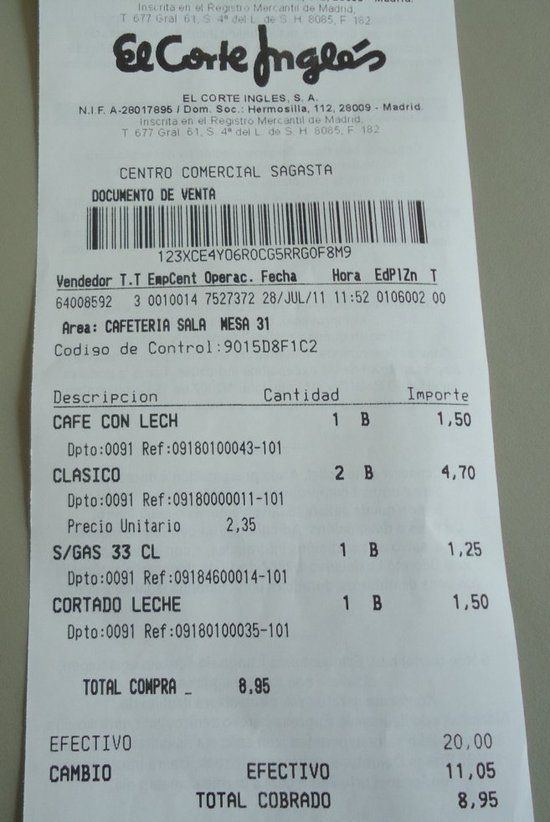 Inscrita en el Registro Mercantil de Madrid,
T 677 Gral 61, S. 4ª del L. de S. H. 8085, F. 182
El Corte Inglés
EL CORTE INGLES, S. A.
N.I.F. A-28017895 / Dom. Soc.: Hermosilla, 112, 28009 - Madrid.
Inscrita en el Registro Mercantil de Madrid,
T 677 Gral 61, S. 4ª del L. de S. H. 8085, F. 182
CENTRO COMERCIAL SAGASTA
DOCUMENTO DE VENTA
123XCE4Y06R0CG5RRG0F8M9
Vendedor T.T EmpCent Operac. Fecha Hora EdPlZn T
64008592 3 0010014 7527372 28/JUL/11 11:52 0106002 00
Area: CAFETERIA SALA MESA 31
Codigo de Control:9015D8F1C2
Descripcion Cantidad Importe
CAFE CON LECH 1 B 1,50
Dpto:0091 Ref:09180100043-101
CLASICO 2 B 4,70
Dpto:0091 Ref:09180000011-101
Precio Unitario 2,35
S/GAS 33 CL 1 B 1,25
Dpto:0091 Ref:09184600014-101
CORTADO LECHE 1 B 1,50
Dpto:0091 Ref:09180100035-101
TOTAL COMPRA _ 8,95
EFECTIVO 20,00
CAMBIO EFECTIVO 11,05
TOTAL COBRADO 8,95